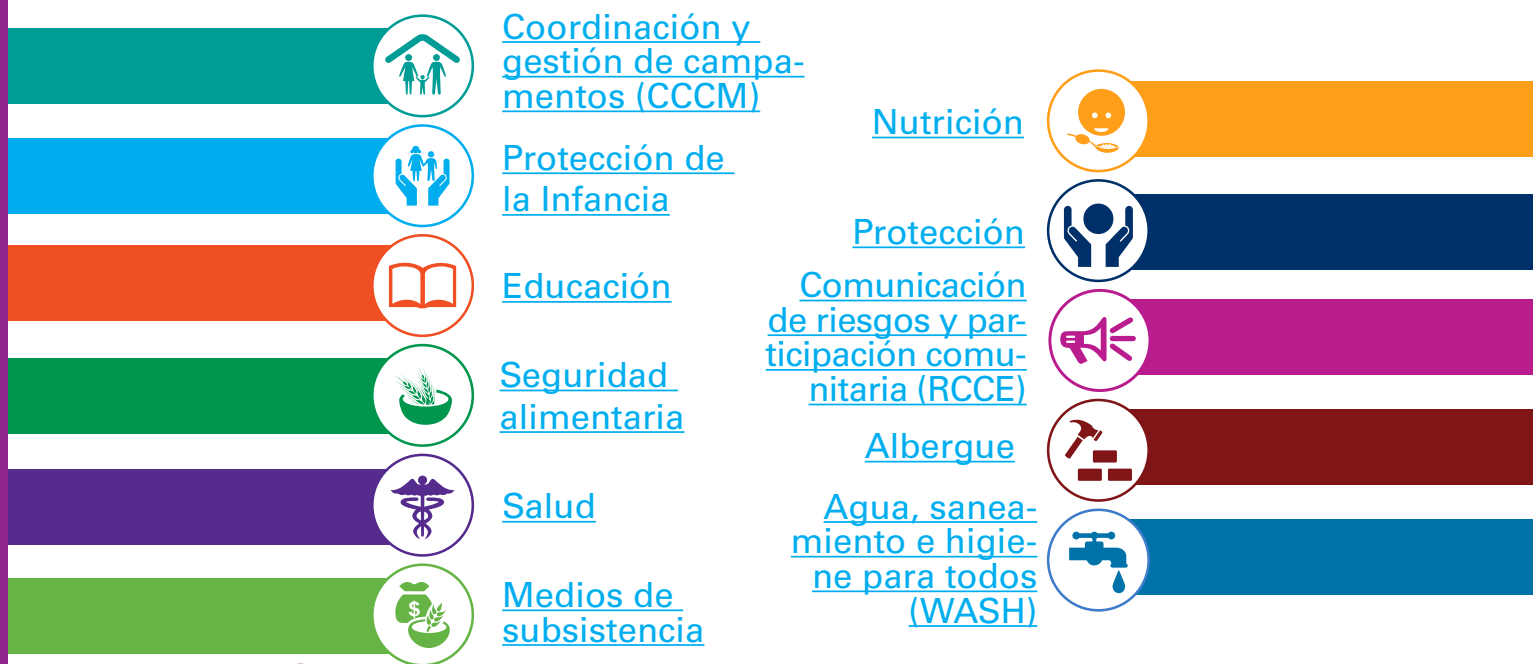 Coordinación y
gestión de campa-
mentos (CCCM)
Protección de
la Infancia
Educación
Seguridad
alimentaria
Salud
$
Medios de
subsistencia
Nutrición
Protección
Comunicación
de riesgos y par-
ticipación comu-
nitaria (RCCE)
Albergue
Agua, sanea-
miento e higie-
ne para todos
(WASH)